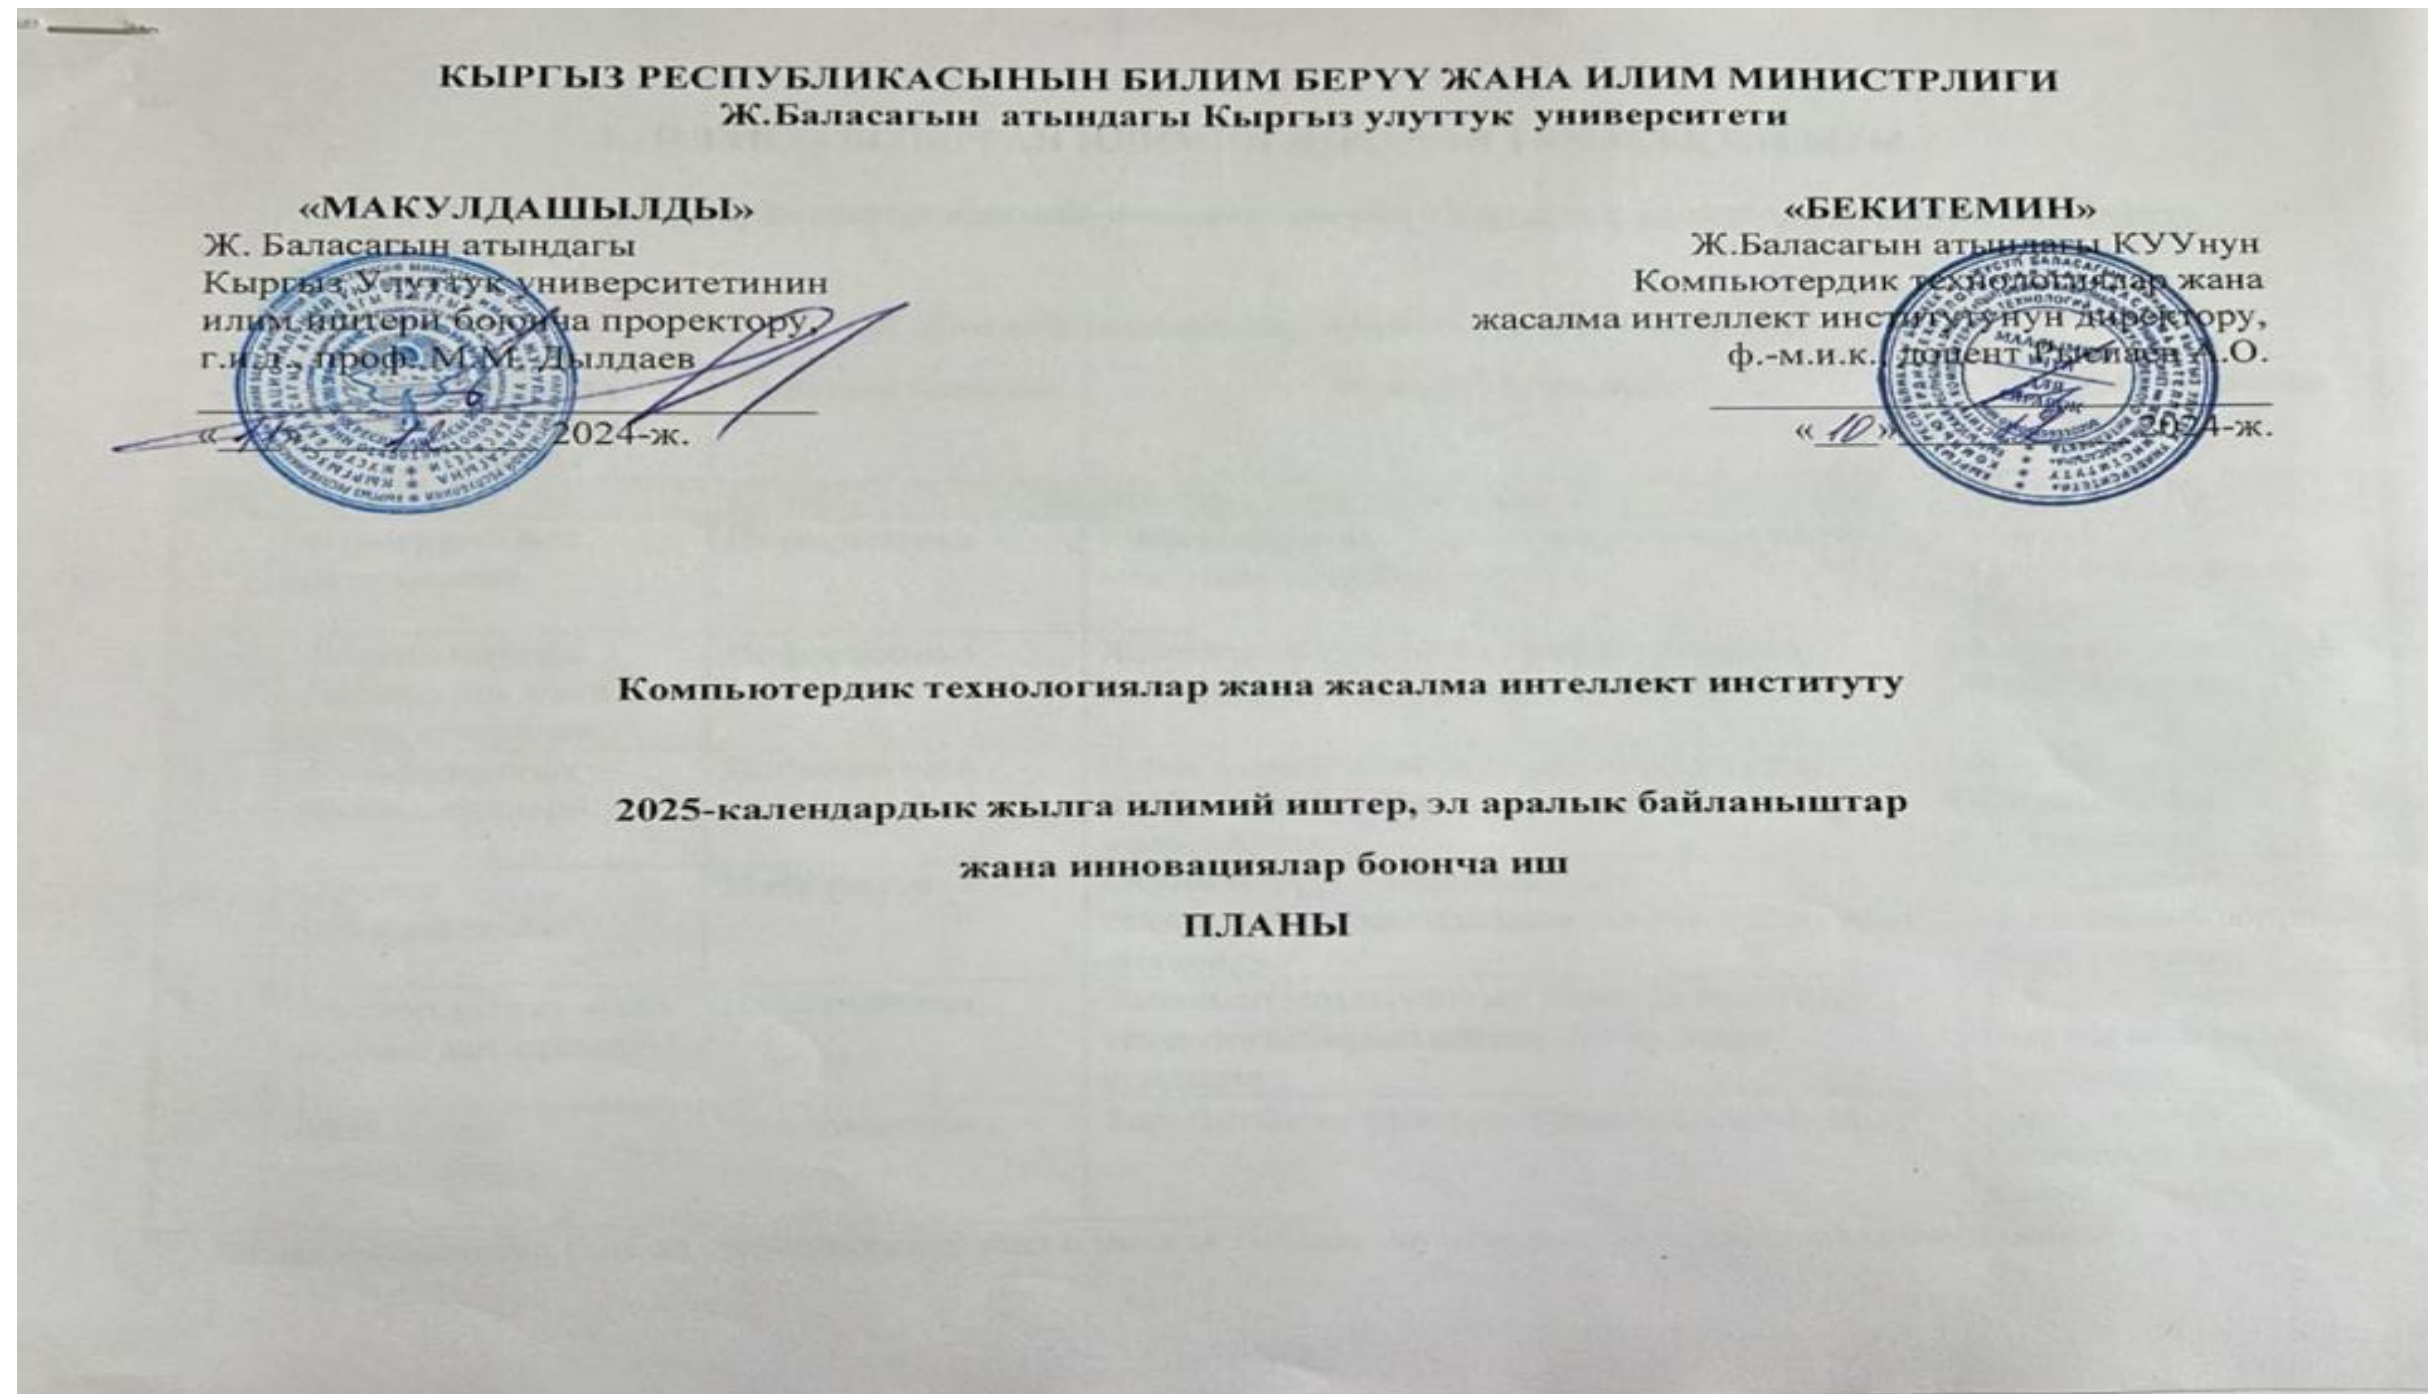 КЫРГЫЗ РЕСПУБЛИКАСЫНЫН БИЛИМ БЕРҮҮ ЖАНА ИЛИМ МИНИСТРЛИГИ
Ж.Баласагын атындагы Кыргыз улуттук университети
«МАКУЛДАШЫЛДЫ»
Ж. Баласагын атындагы
Кыргыз Улуттук университетинин
илим иштери боюнча проректору,
г.и.д., проф. М.М. Дылдаев
2024-ж.
«БЕКИТЕМИН»
Ж.Баласагын атындагы КУУнун
Компьютердик технологиялар жана
жасалма интеллект институтунун директору,
ф.-м.и.к., доцент А.О.
«10» 12 2024-ж.
Компьютердик технологиялар жана жасалма интеллект институту
2025-календардык жылга илимий иштер, эл аралык байланыштар
жана инновациялар боюнча иш
ПЛАНЫ